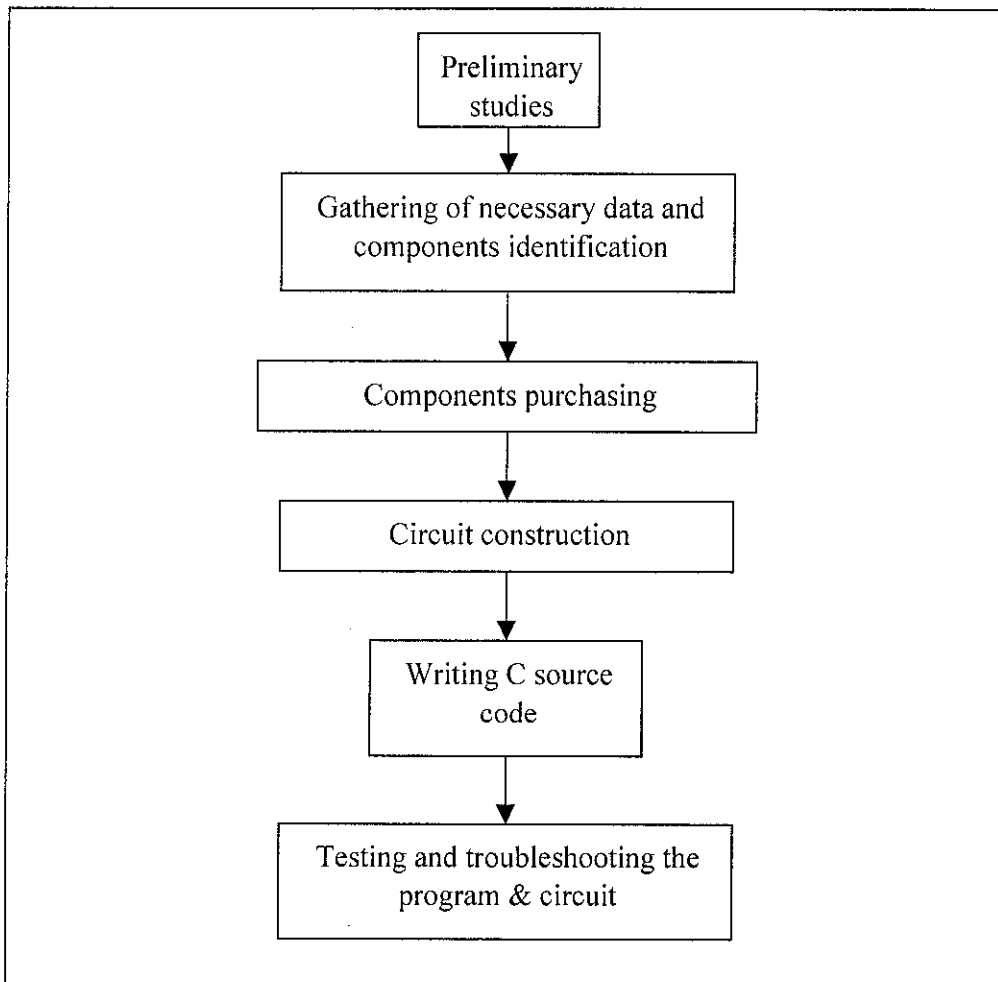 Preliminary
studies
Gathering of necessary data and
components identification
Components purchasing
Circuit construction
Writing C source
code
Testing and troubleshooting the
program & circuit